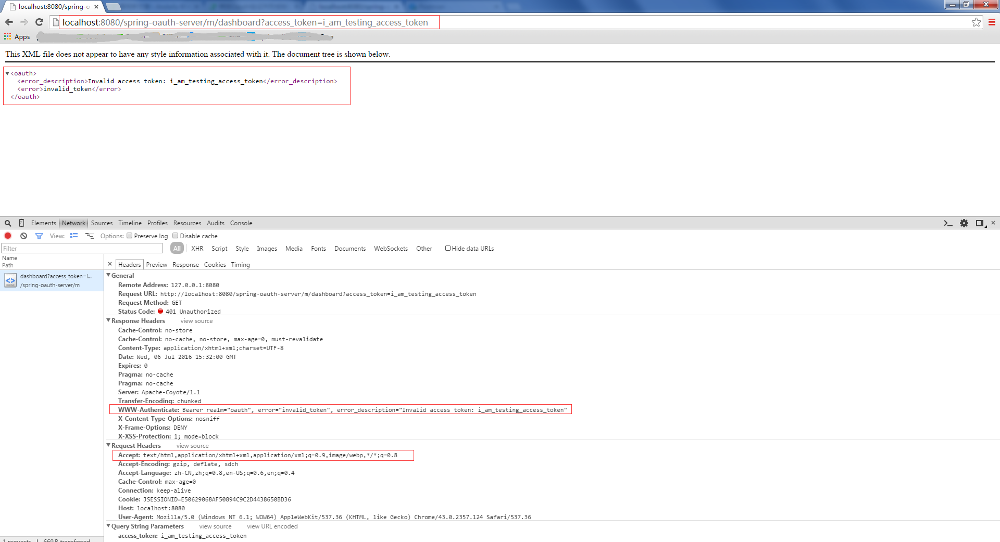 localhost:8080/spring-o
localhost:8080/spring-oauth-server/m/dashboard?access_token=i_am_testing_access_token
Apps
This XML file does not appear to have any style information associated with it. The document tree is shown below.
▼<oauth>
<error_description>Invalid access token: i_am_testing_access_token</error_description>
<error>invalid_token</error>
</oauth>
Elements Network Sources Timeline Profiles Resources Audits Console
View: Options: Preserve log Disable cache
Filter All XHR Script Style Images Media Fonts Documents WebSockets Other Hide data URLs
Name
Path
Headers Preview Response Cookies Timing
dashboard?access_token=i...
/spring-oauth-server/m
▼General
Remote Address: 127.0.0.1:8080
Request URL: http://localhost:8080/spring-oauth-server/m/dashboard?access_token=i_am_testing_access_token
Request Method: GET
Status Code: 401 Unauthorized
▼Response Headers view source
Cache-Control: no-store
Cache-Control: no-cache, no-store, max-age=0, must-revalidate
Content-Type: application/xhtml+xml;charset=UTF-8
Date: Wed, 06 Jul 2016 15:32:00 GMT
Expires: 0
Pragma: no-cache
Pragma: no-cache
Server: Apache-Coyote/1.1
Transfer-Encoding: chunked
WWW-Authenticate: Bearer realm="oauth", error="invalid_token", error_description="Invalid access token: i_am_testing_access_token"
X-Content-Type-Options: nosniff
X-Frame-Options: DENY
X-XSS-Protection: 1; mode=block
▼Request Headers view source
Accept: text/html,application/xhtml+xml,application/xml;q=0.9,image/webp,*/*;q=0.8
Accept-Encoding: gzip, deflate, sdch
Accept-Language: zh-CN,zh;q=0.8,en-US;q=0.6,en;q=0.4
Cache-Control: max-age=0
Connection: keep-alive
Cookie: JSESSIONID=E50629068AF50894C9C2D4438650BD36
Host: localhost:8080
User-Agent: Mozilla/5.0 (Windows NT 6.1; WOW64) AppleWebKit/537.36 (KHTML, like Gecko) Chrome/43.0.2357.124 Safari/537.36
▼Query String Parameters view source view URL encoded
access_token: i_am_testing_access_token
1 requests | 669 B transferred